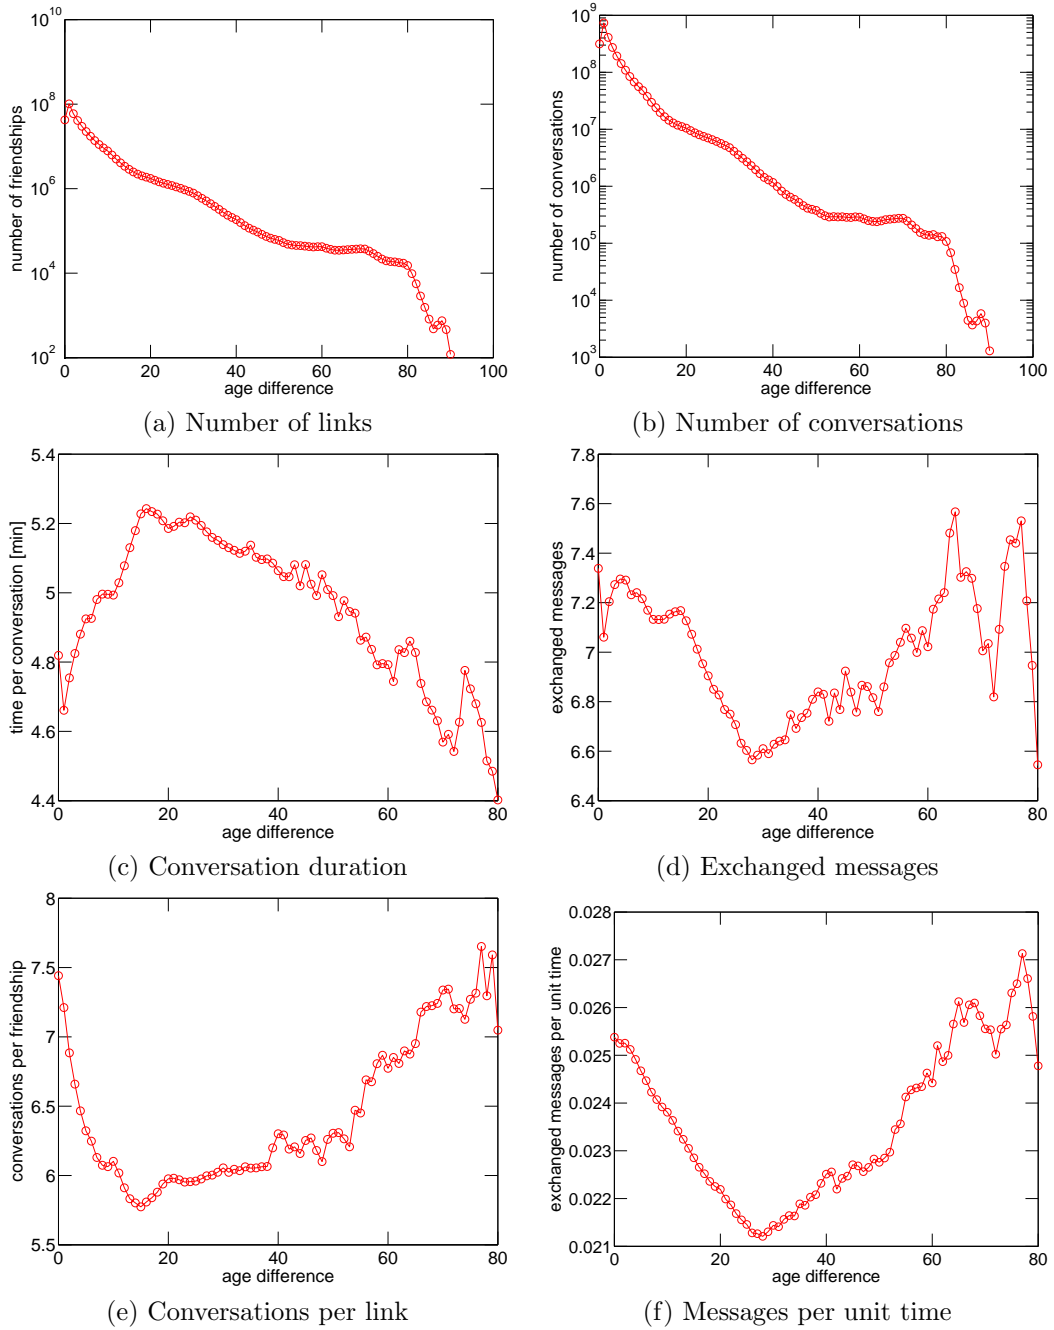 10^10
10^8
10^6
10^4
10^2
number of friendships
0 20 40 60 80 100
age difference
(a) Number of links
10^9
10^8
10^7
10^6
10^5
10^4
10^3
number of conversations
0 20 40 60 80 100
age difference
(b) Number of conversations
5.4
5.2
5
4.8
4.6
4.4
time per conversation [min]
0 20 40 60 80
age difference
(c) Conversation duration
7.8
7.6
7.4
7.2
7
6.8
6.6
6.4
exchanged messages
0 20 40 60 80
age difference
(d) Exchanged messages
8
7.5
7
6.5
6
5.5
conversations per friendship
0 20 40 60 80
age difference
(e) Conversations per link
0.028
0.027
0.026
0.025
0.024
0.023
0.022
0.021
exchanged messages per unit time
0 20 40 60 80
age difference
(f) Messages per unit time